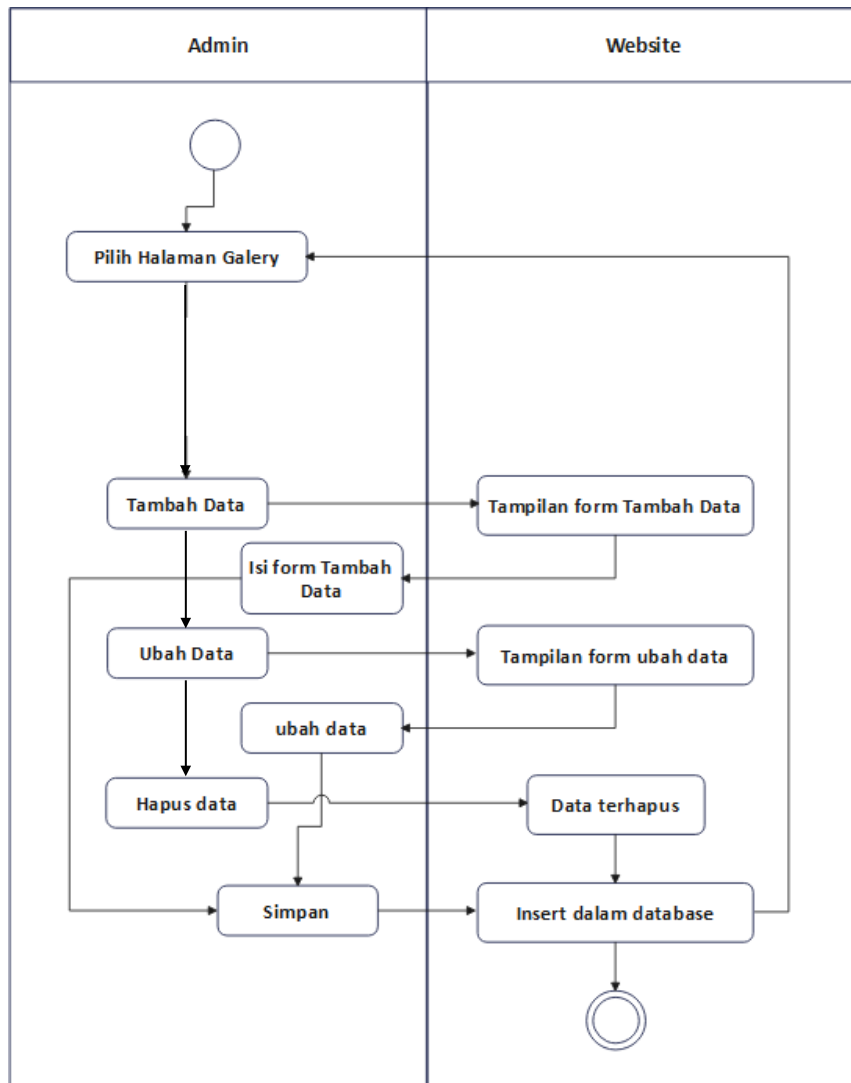 Admin
Website
Pilih Halaman Galery
Tambah Data
Tampilan form Tambah Data
Isi form Tambah
Data
Ubah Data
Tampilan form ubah data
ubah data
Hapus data
Data terhapus
Simpan
Insert dalam database